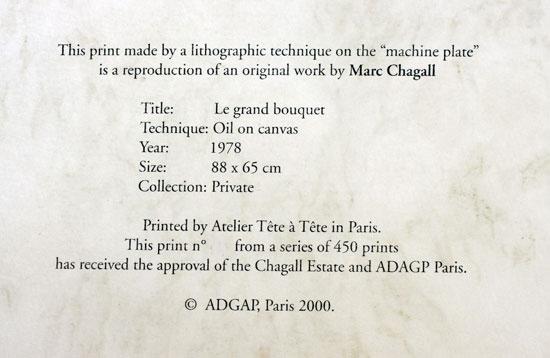 This print made by a lithographic technique on the “machine plate”
is a reproduction of an original work by Marc Chagall
Title: Le grand bouquet
Technique: Oil on canvas
Year: 1978
Size: 88 x 65 cm
Collection: Private
Printed by Atelier Tête à Tête in Paris.
This print n° from a series of 450 prints
has received the approval of the Chagall Estate and ADAGP Paris.
© ADGAP, Paris 2000.